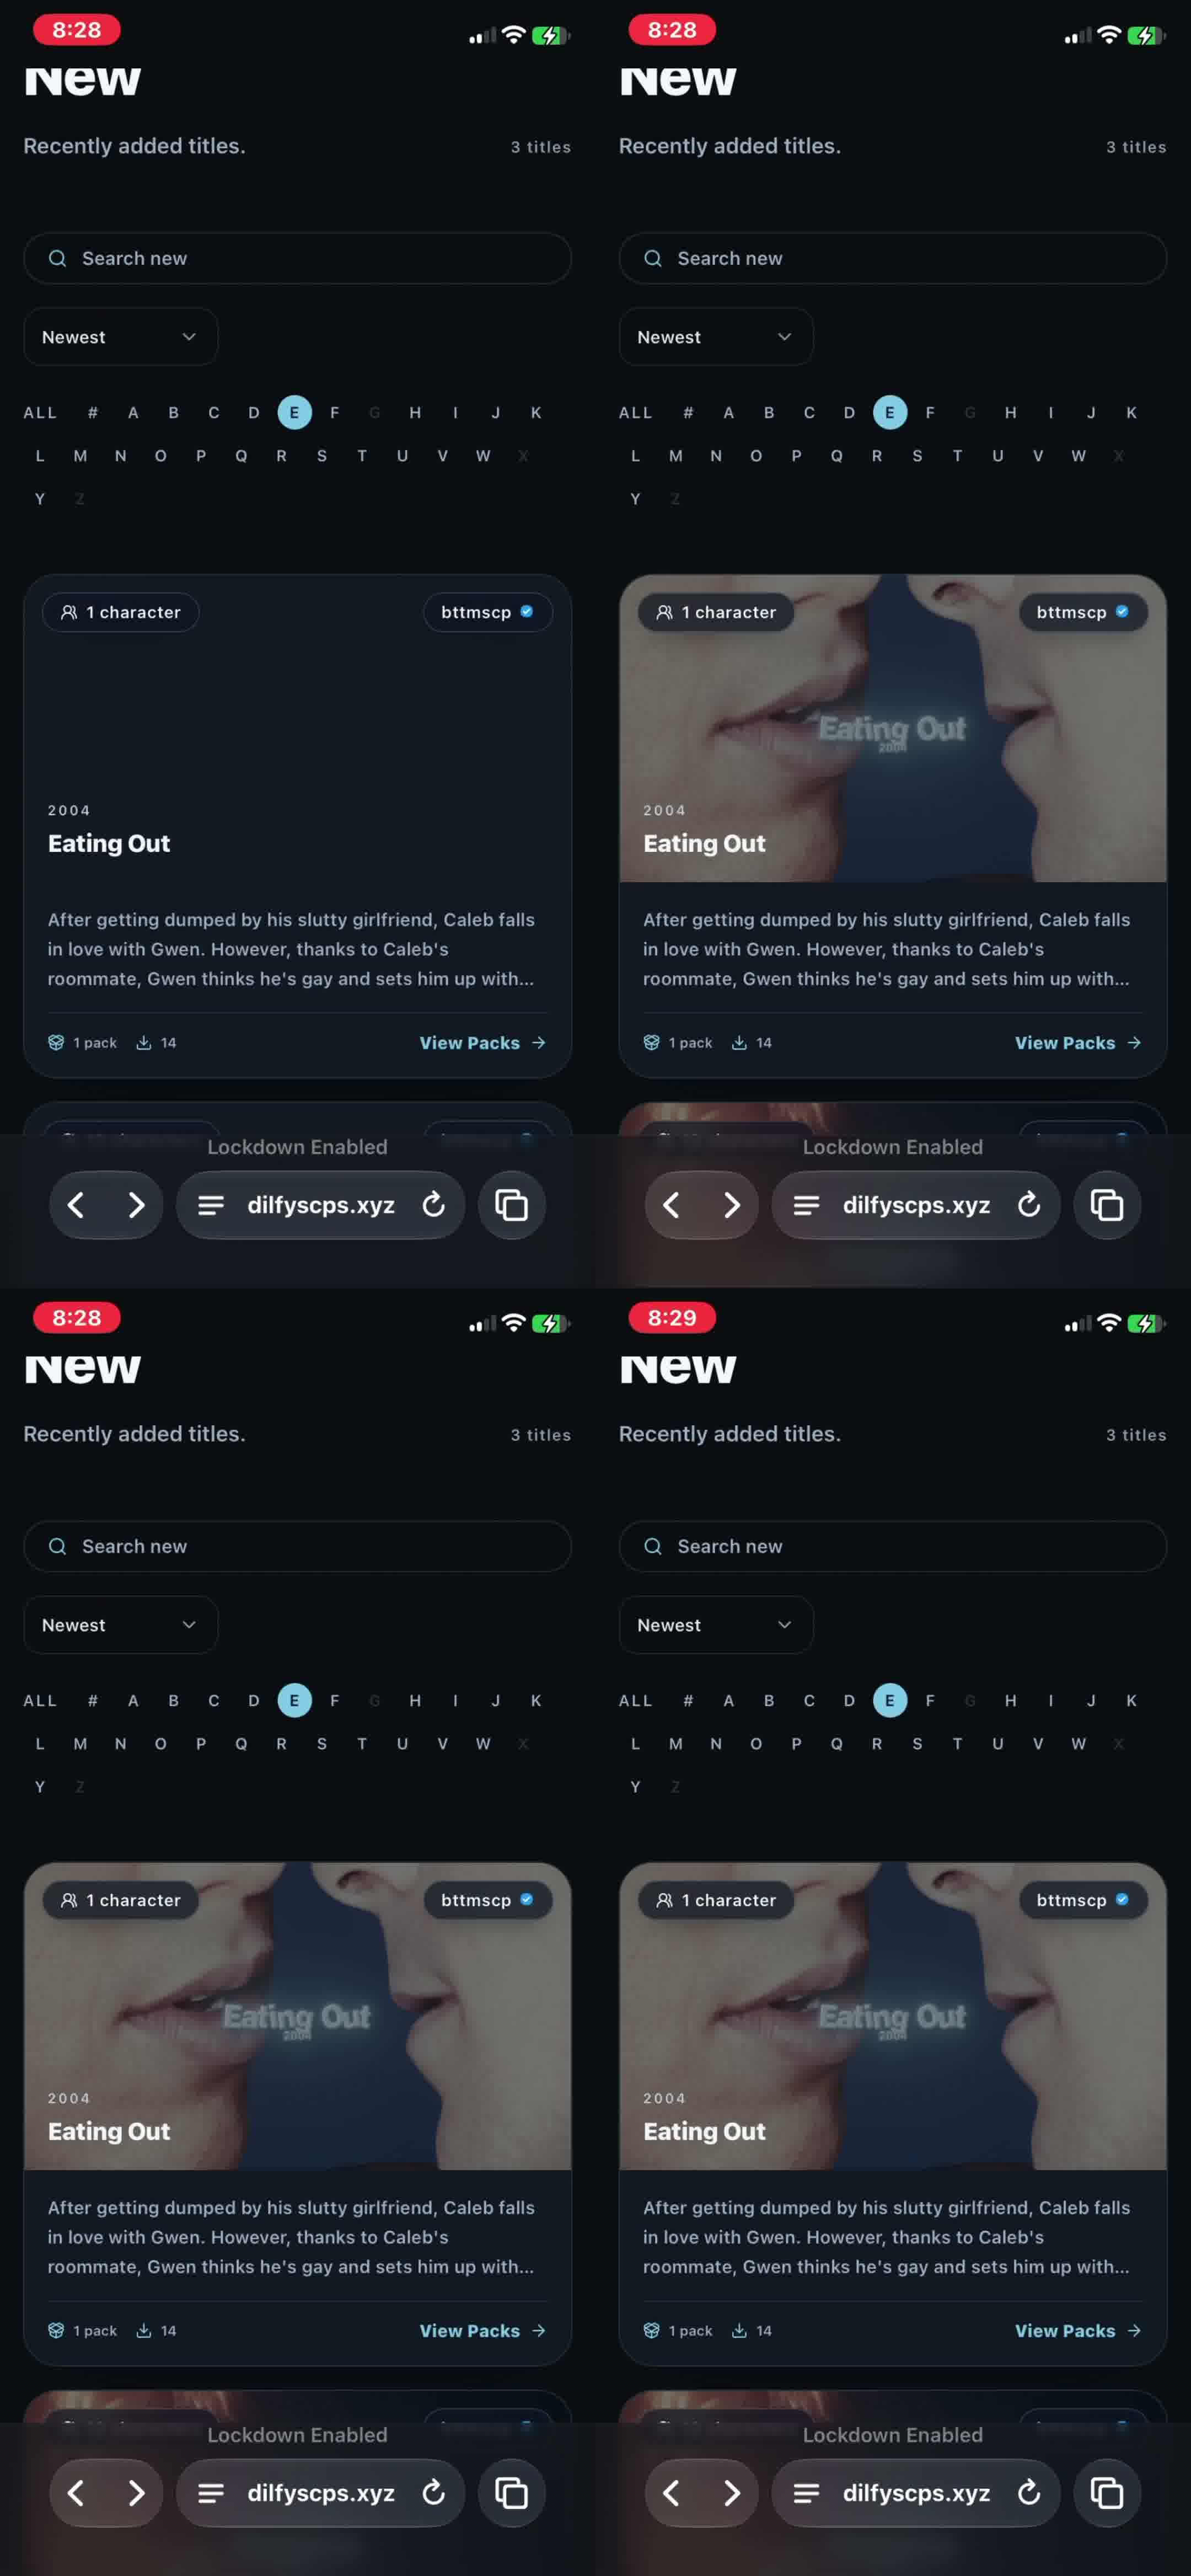 8:28
New
Recently added titles. 3 titles
Search new
Newest
ALL # A B C D E F G H I J K
L M N O P Q R S T U V W X
Y Z
1 character bttmscp
2004
Eating Out
After getting dumped by his slutty girlfriend, Caleb falls
in love with Gwen. However, thanks to Caleb's
roommate, Gwen thinks he's gay and sets him up with...
1 pack 14 View Packs
Lockdown Enabled
dilfyscps.xyz
8:28
New
Recently added titles. 3 titles
Search new
Newest
ALL # A B C D E F G H I J K
L M N O P Q R S T U V W X
Y Z
1 character bttmscp
Eating Out
2004
2004
Eating Out
After getting dumped by his slutty girlfriend, Caleb falls
in love with Gwen. However, thanks to Caleb's
roommate, Gwen thinks he's gay and sets him up with...
1 pack 14 View Packs
Lockdown Enabled
dilfyscps.xyz
8:28
New
Recently added titles. 3 titles
Search new
Newest
ALL # A B C D E F G H I J K
L M N O P Q R S T U V W X
Y Z
1 character bttmscp
Eating Out
2004
2004
Eating Out
After getting dumped by his slutty girlfriend, Caleb falls
in love with Gwen. However, thanks to Caleb's
roommate, Gwen thinks he's gay and sets him up with...
1 pack 14 View Packs
Lockdown Enabled
dilfyscps.xyz
8:29
New
Recently added titles. 3 titles
Search new
Newest
ALL # A B C D E F G H I J K
L M N O P Q R S T U V W X
Y Z
1 character bttmscp
Eating Out
2004
2004
Eating Out
After getting dumped by his slutty girlfriend, Caleb falls
in love with Gwen. However, thanks to Caleb's
roommate, Gwen thinks he's gay and sets him up with...
1 pack 14 View Packs
Lockdown Enabled
dilfyscps.xyz